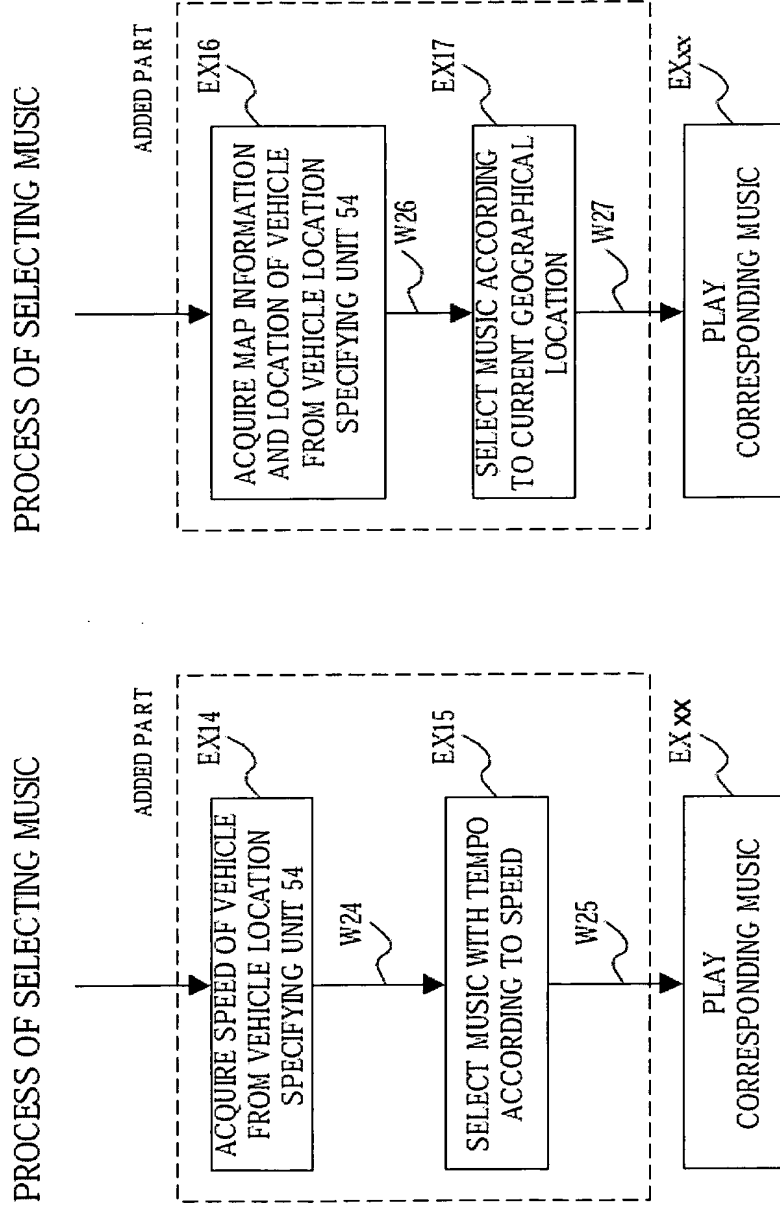 PROCESS OF SELECTING MUSIC
ADDED PART
EX14
ACQUIRE SPEED OF VEHICLE
FROM VEHICLE LOCATION
SPECIFYING UNIT 54
W24
EX15
SELECT MUSIC WITH TEMPO
ACCORDING TO SPEED
W25
EXxx
PLAY
CORRESPONDING MUSIC
PROCESS OF SELECTING MUSIC
ADDED PART
EX16
ACQUIRE MAP INFORMATION
AND LOCATION OF VEHICLE
FROM VEHICLE LOCATION
SPECIFYING UNIT 54
W26
EX17
SELECT MUSIC ACCORDING
TO CURRENT GEOGRAPHICAL
LOCATION
W27
EXxx
PLAY
CORRESPONDING MUSIC